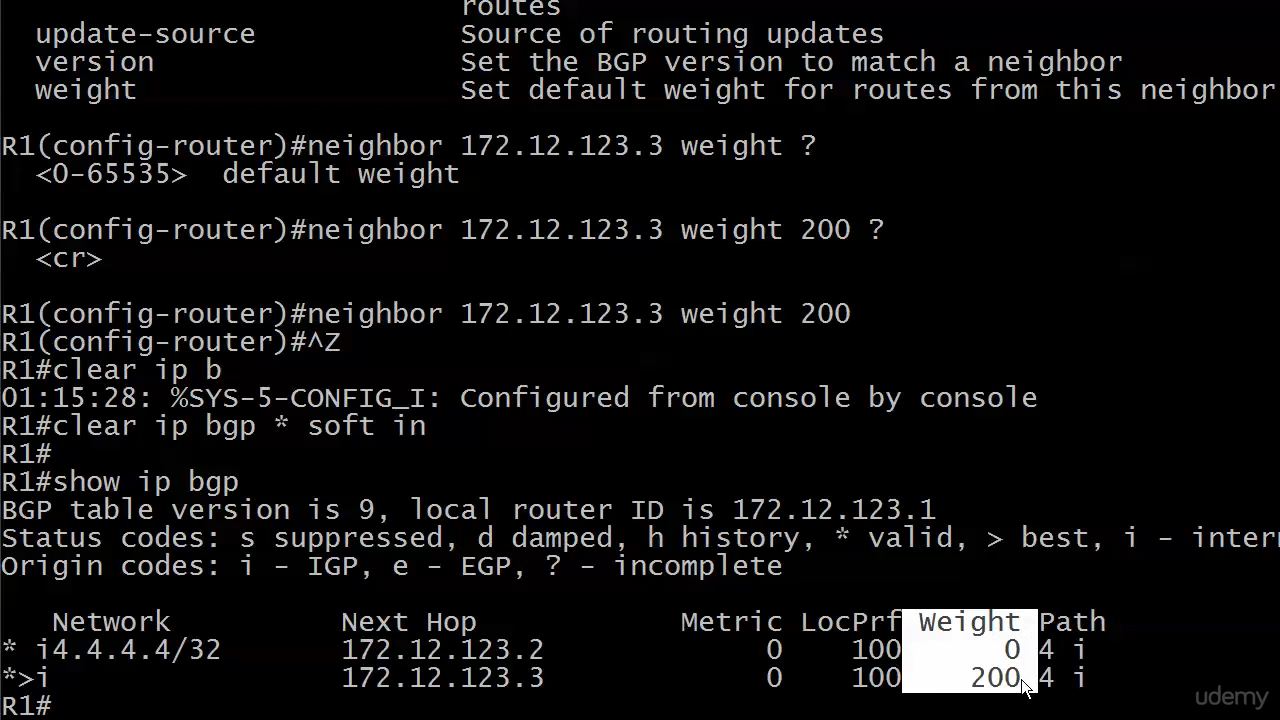 routes
update-source Source of routing updates
version Set the BGP version to match a neighbor
weight Set default weight for routes from this neighbor
R1(config-router)#neighbor 172.12.123.3 weight ?
<0-65535> default weight
R1(config-router)#neighbor 172.12.123.3 weight 200 ?
<cr>
R1(config-router)#neighbor 172.12.123.3 weight 200
R1(config-router)#^Z
R1#clear ip b
01:15:28: %SYS-5-CONFIG_I: Configured from console by console
R1#clear ip bgp * soft in
R1#
R1#show ip bgp
BGP table version is 9, local router ID is 172.12.123.1
Status codes: s suppressed, d damped, h history, * valid, > best, i - inter
Origin codes: i - IGP, e - EGP, ? - incomplete
Network Next Hop Metric LocPrf Weight Path
* i4.4.4.4/32 172.12.123.2 0 100 0 4 i
*>i 172.12.123.3 0 100 200 4 i
R1#
udemy